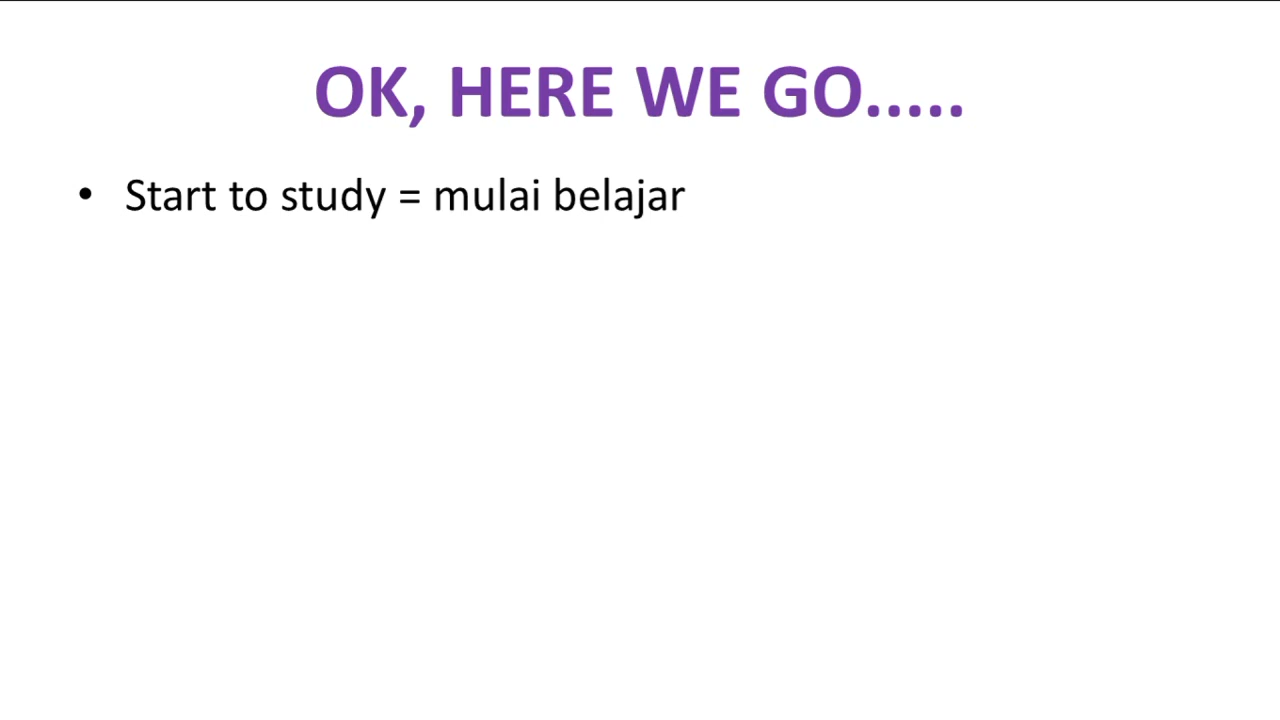 OK, HERE WE GO.....
• Start to study = mulai belajar